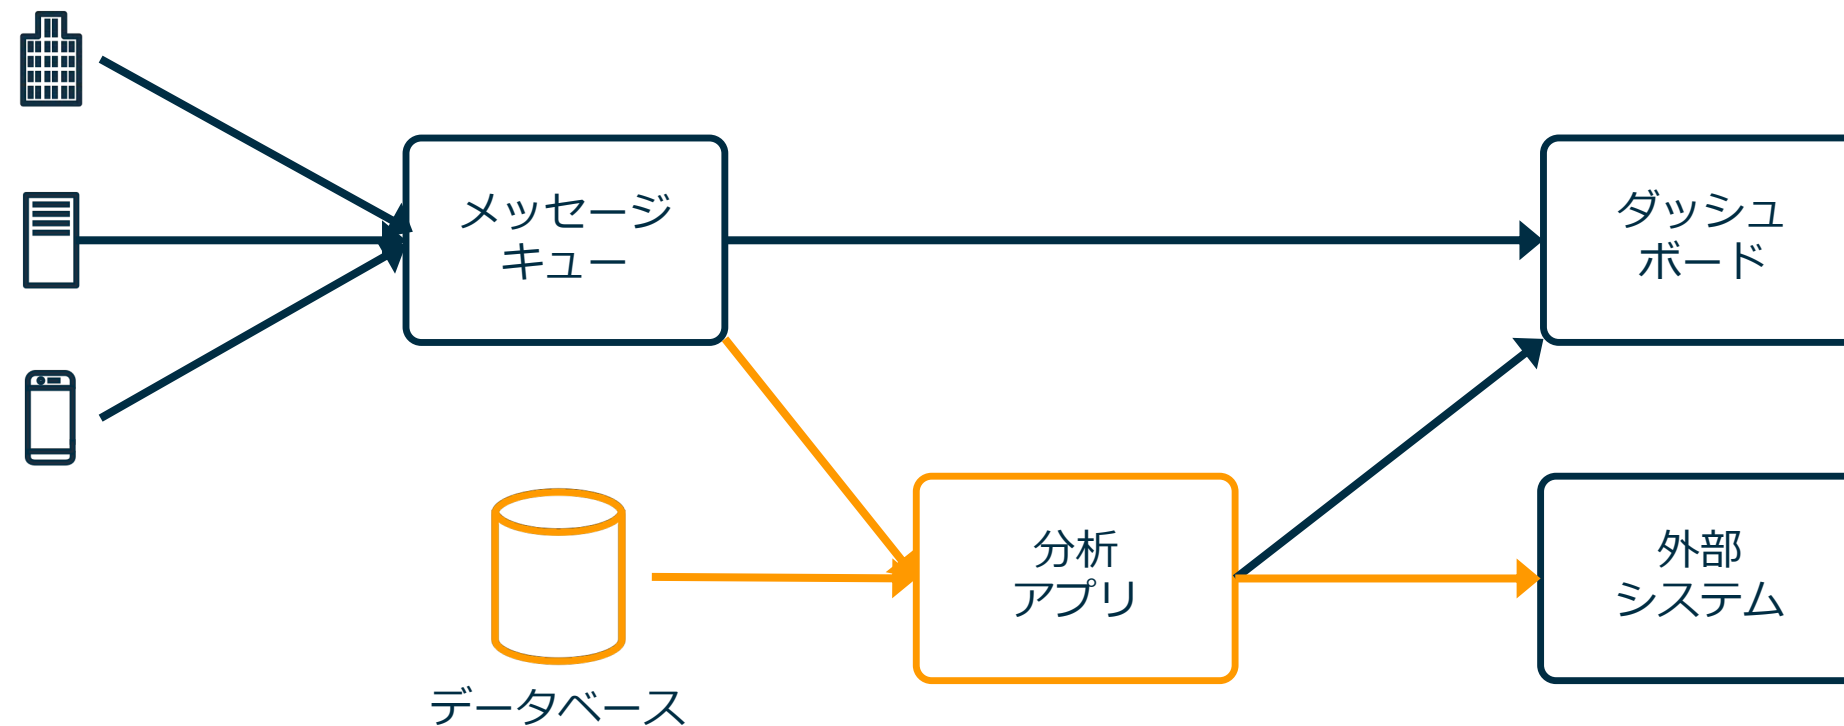 メッセージ
キュー
ダッシュ
ボード
分析
アプリ
外部
システム
データベース